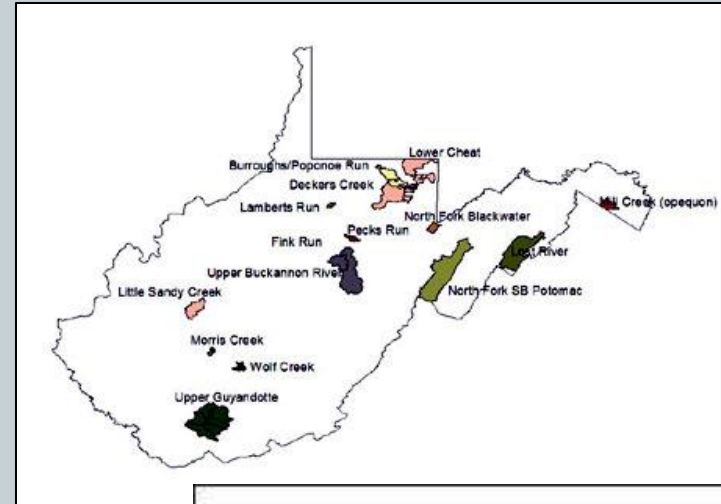 Lower Cheat
Burroughs/Poponoe Run
Deckers Creek
Lamberts Run
North Fork Blackwater
Mill Creek (opequon)
Pecks Run
Fink Run
Lost River
Upper Buckannon River
North Fork SB Potomac
Little Sandy Creek
Morris Creek
Wolf Creek
Upper Guyandotte